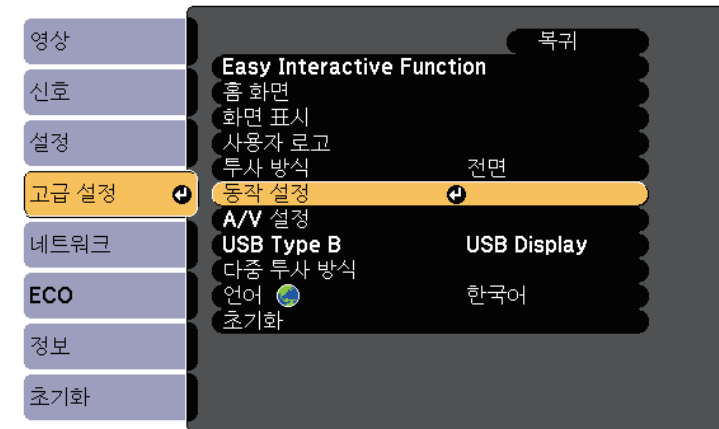 영상
신호
설정
고급 설정
네트워크
ECO
정보
초기화
복귀
Easy Interactive Function
홈 화면
화면 표시
사용자 로고
투사 방식 전면
동작 설정
A/V 설정
USB Type B USB Display
다중 투사 방식
언어 한국어
초기화